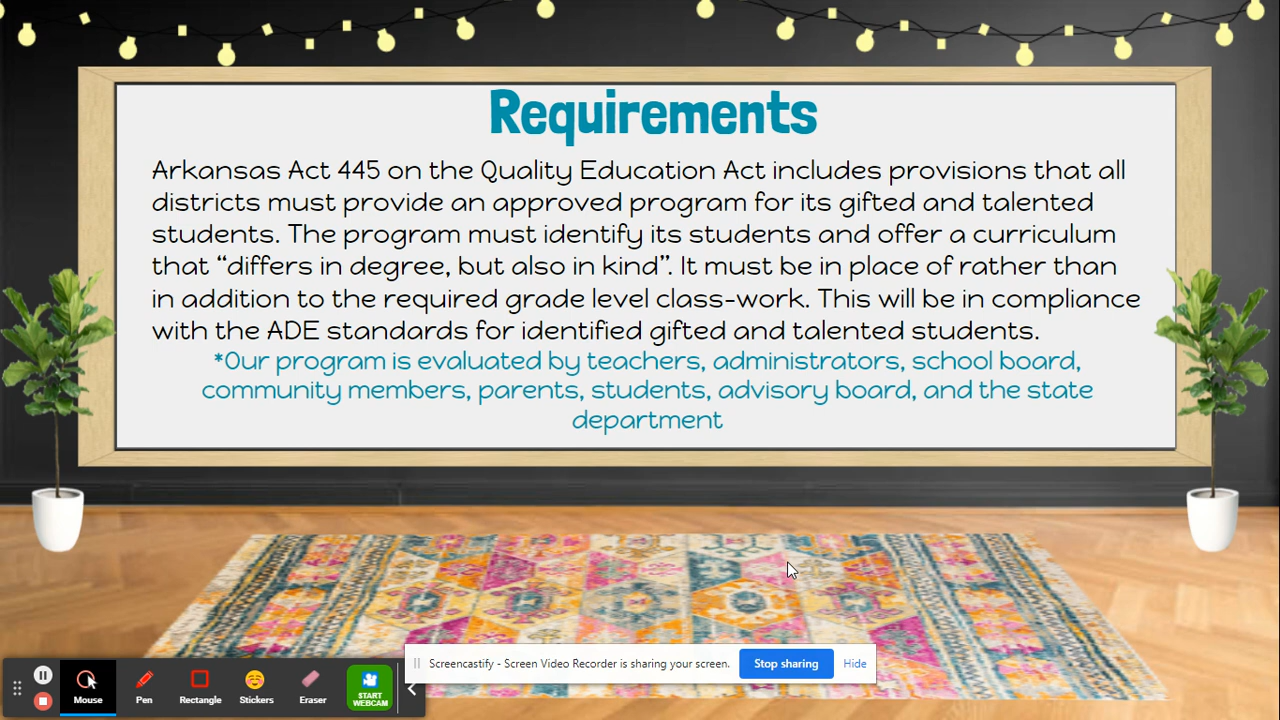 Requirements
Arkansas Act 445 on the Quality Education Act includes provisions that all
districts must provide an approved program for its gifted and talented
students. The program must identify its students and offer a curriculum
that “differs in degree, but also in kind”. It must be in place of rather than
in addition to the required grade level class-work. This will be in compliance
with the ADE standards for identified gifted and talented students.
*Our program is evaluated by teachers, administrators, school board,
community members, parents, students, advisory board, and the state
department
Screencastify - Screen Video Recorder is sharing your screen.
Stop sharing
Hide
Mouse
Pen
Rectangle
Stickers
Eraser
START
WEBCAM